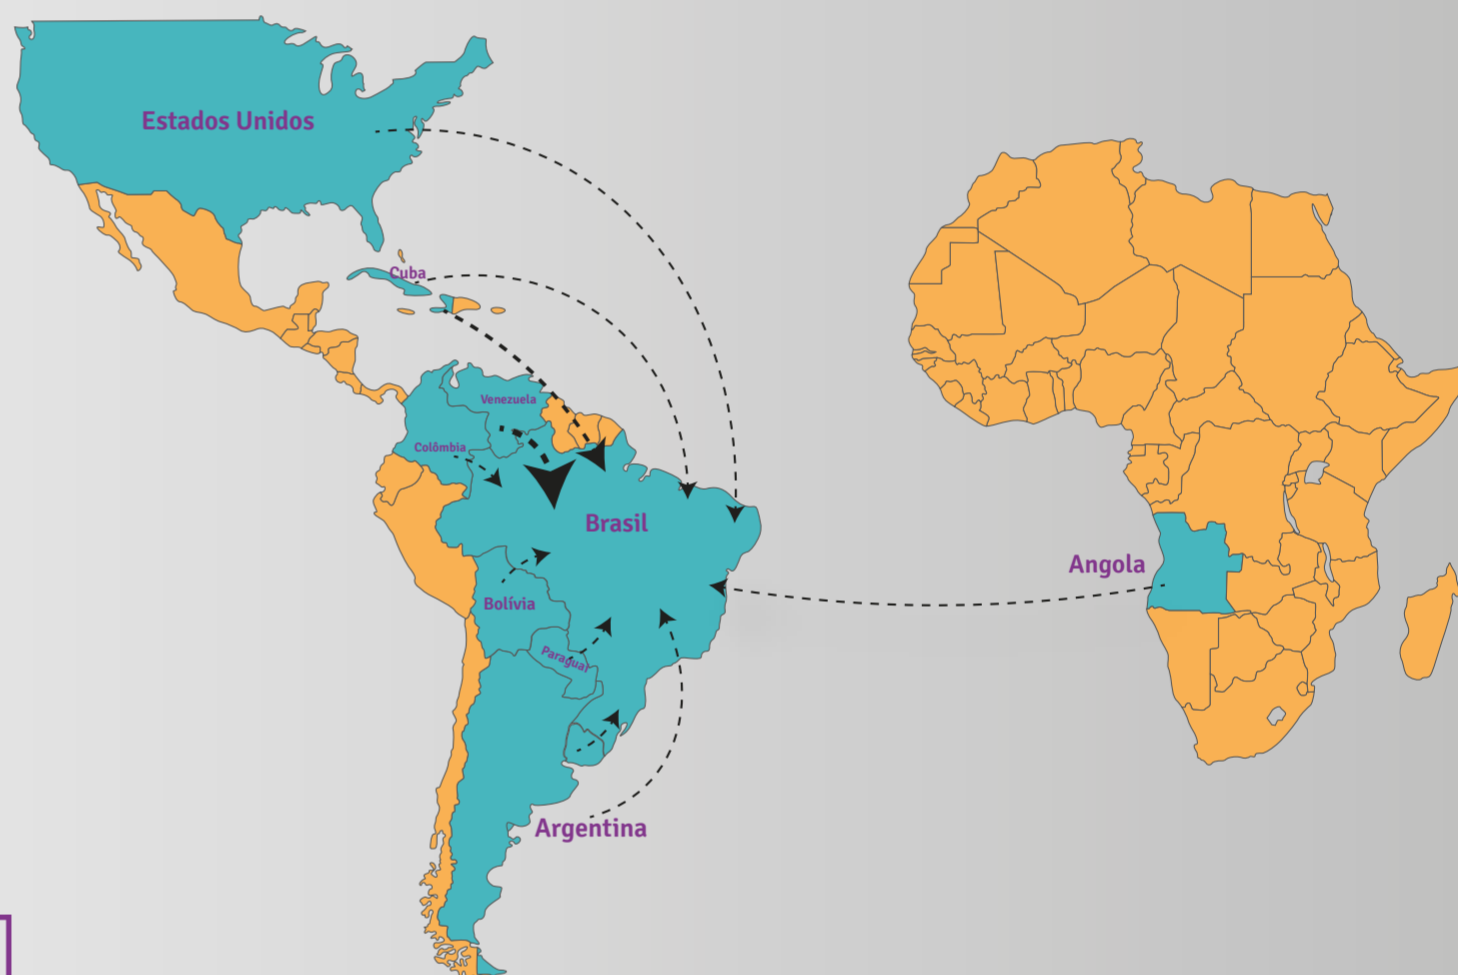 Estados Unidos
Cuba
Venezuela
Colômbia
Brasil
Angola
Bolívia
Paraguai
Argentina